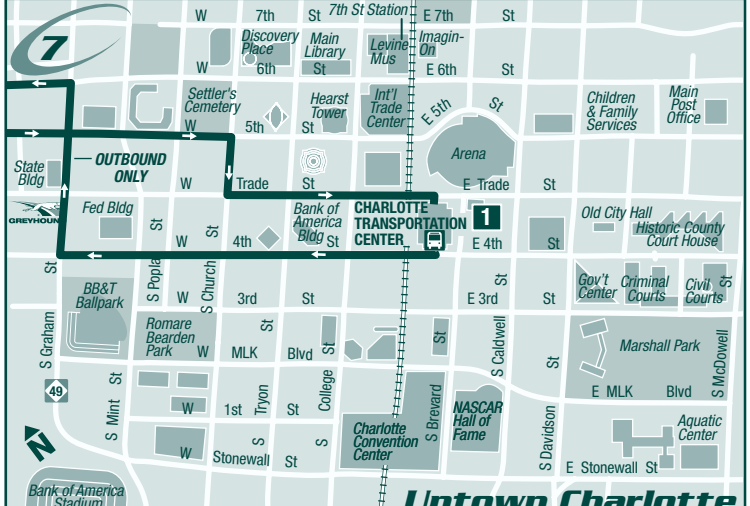 7th St Station
W 7th St
E 7th
St
7
Discovery
Place
Main
Library
Levine
Mus
Imagin-
On
W 6th St
E 6th St
Settler's
Cemetery
Hearst
Tower
Int'l
Trade
Center
E 5th St
Children
& Family
Services
Main
Post
Office
W 5th St
Arena
State
Bldg
OUTBOUND
ONLY
W Trade
E Trade St
GREYHOUND
Fed Bldg
Bank of
America
Bldg
CHARLOTTE
TRANSPORTATION
CENTER
1
Old City Hall
Historic County
Court House
W 4th St
E 4th St
St
S Poplar
St
S Church
St
BB&T
Ballpark
W 3rd St
E 3rd St
Gov't
Center
Criminal
Courts
Civil
Courts
St
S Graham
St
Romare
Bearden
Park
W MLK Blvd
St
St
St
S Caldwell
St
St
Marshall Park
S McDowell
49
S Mint
St
W 1st St
S Tryon
S College
S Brevard
NASCAR
Hall of
Fame
E MLK Blvd
S Davidson
Charlotte
Convention
Center
Aquatic
Center
W Stonewall St
E Stonewall St
N
Bank of America
Stadium
Uptown Charlotte